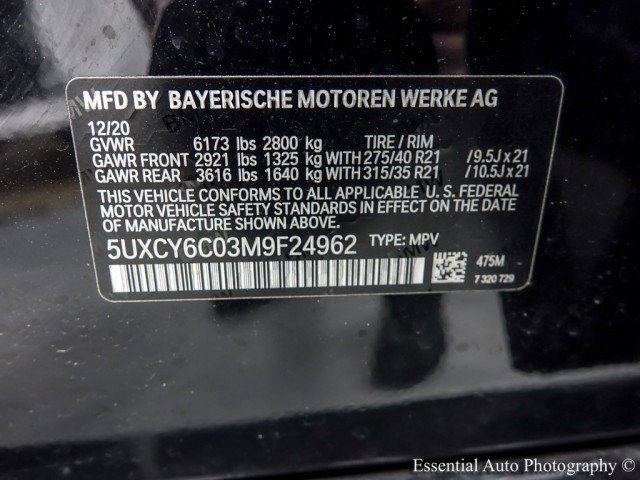 MFD BY BAYERISCHE MOTOREN WERKE AG
12/20
GVWR 6173 lbs 2800 kg TIRE / RIM
GAWR FRONT 2921 lbs 1325 kg WITH 275/40 R21 /9.5J x 21
GAWR REAR 3616 lbs 1640 kg WITH 315/35 R21 /10.5J x 21
THIS VEHICLE CONFORMS TO ALL APPLICABLE U. S. FEDERAL
MOTOR VEHICLE SAFETY STANDARDS IN EFFECT ON THE DATE
OF MANUFACTURE SHOWN ABOVE.
5UXCY6C03M9F24962 TYPE: MPV
475M
7 320 729
Essential Auto Photography ©